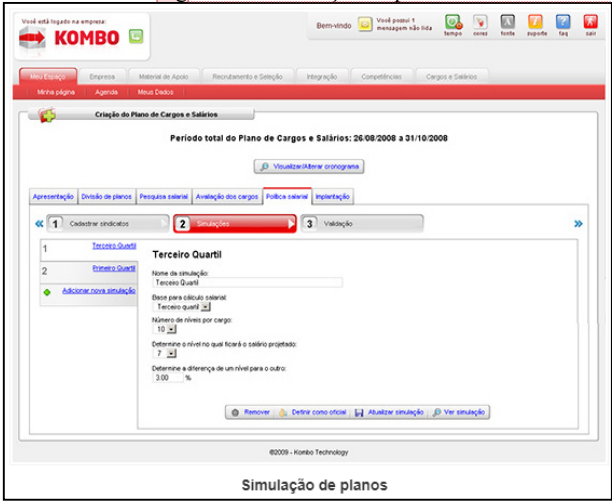 Você está logado na empresa:
KOMBO
Bem-vindo
Você possui 1
mensagem não lida
tempo cores fonte suporte faq sair
Meu Espaço Empresa Material de Apoio Recrutamento e Seleção Integração Competências Cargos e Salários
Minha página Agenda Meus Dados
Criação do Plano de Cargos e Salários
Período total do Plano de Cargos e Salários: 26/08/2008 a 31/10/2008
Visualizar/Alterar cronograma
Apresentação Divisão de planos Pesquisa salarial Avaliação dos cargos Política salarial Implantação
« 1 Cadastrar sindicatos 2 Simulações 3 Validação »
1 Terceiro Quartil
2 Primeiro Quartil
Adicionar nova simulação
Terceiro Quartil
Nome da simulação:
Terceiro Quartil
Base para cálculo salarial:
Terceiro quartil
Número de níveis por cargo:
10
Determine o nível no qual ficará o salário projetado:
7
Determine a diferença de um nível para o outro:
3.00 %
Remover Definir como oficial Atualizar simulação Ver simulação
©2009 - Kombo Technology
Simulação de planos